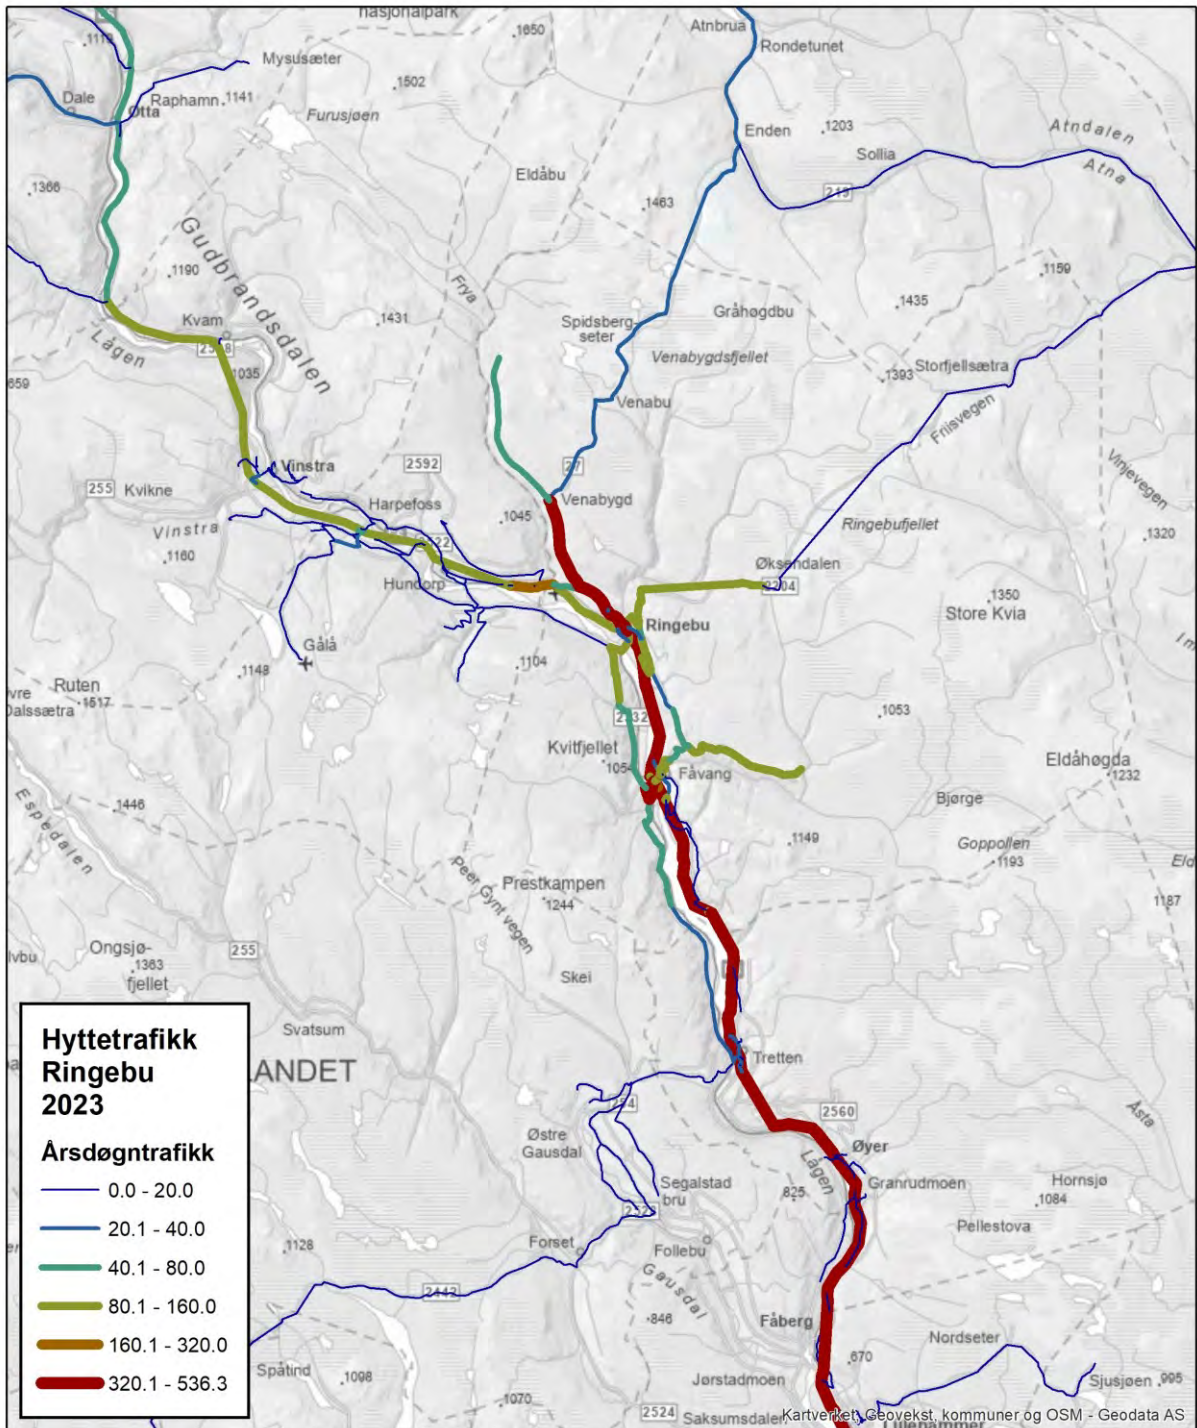 nasjonalpark
1650
Atnbrua
Rondetunet
Mysusæter
1502
Dale
Raphamn
1141
Otta
Furusjøen
Enden
1203
Atndalen
Sollia
Atna
Eldåbu
1366
1463
219
Gudbrandsdalen
1190
Frya
1159
1435
Kvam
1431
Spidsberg-
seter
Gråhøgdbu
Lågen
Venabygdsfjellet
Storfjellsætra
1035
1393
659
Venabu
Friisvegen
Vinstra
2592
27
Vinjevegen
255
Kvikne
Harpefoss
Venabygd
1045
Ringebufjellet
Vinstra
1320
1160
Hundorp
Øksendalen
2204
1350
Store Kvia
Ringebu
Gålå
1104
1148
Ruten
1517
Dalssætra
1053
Kvitfjellet
Fåvang
Eldåhøgda
1232
Espedalen
1446
Bjørge
1149
Goppollen
1193
Peer Gynt vegen
Prestkampen
1244
1187
Ongsjø-
fjellet
1363
255
Skei
Svatsum
Tretten
254
2560
Åsta
Østre
Gausdal
Øyer
Lågen
Segalstad
bru
825
Granrudmoen
Hornsjø
1084
Pellestova
1128
Forset
Follebu
Gausdal
2442
846
Fåberg
Nordseter
670
Spåtind
1098
Jørstadmoen
Sjusjøen
995
1070
2524
Saksumsdalen
Lillehammer
Hyttetrafikk
Ringebu
2023
Årsdøgntrafikk
0.0 - 20.0
20.1 - 40.0
40.1 - 80.0
80.1 - 160.0
160.1 - 320.0
320.1 - 536.3
Kartverket, Geovekst, kommuner og OSM - Geodata AS